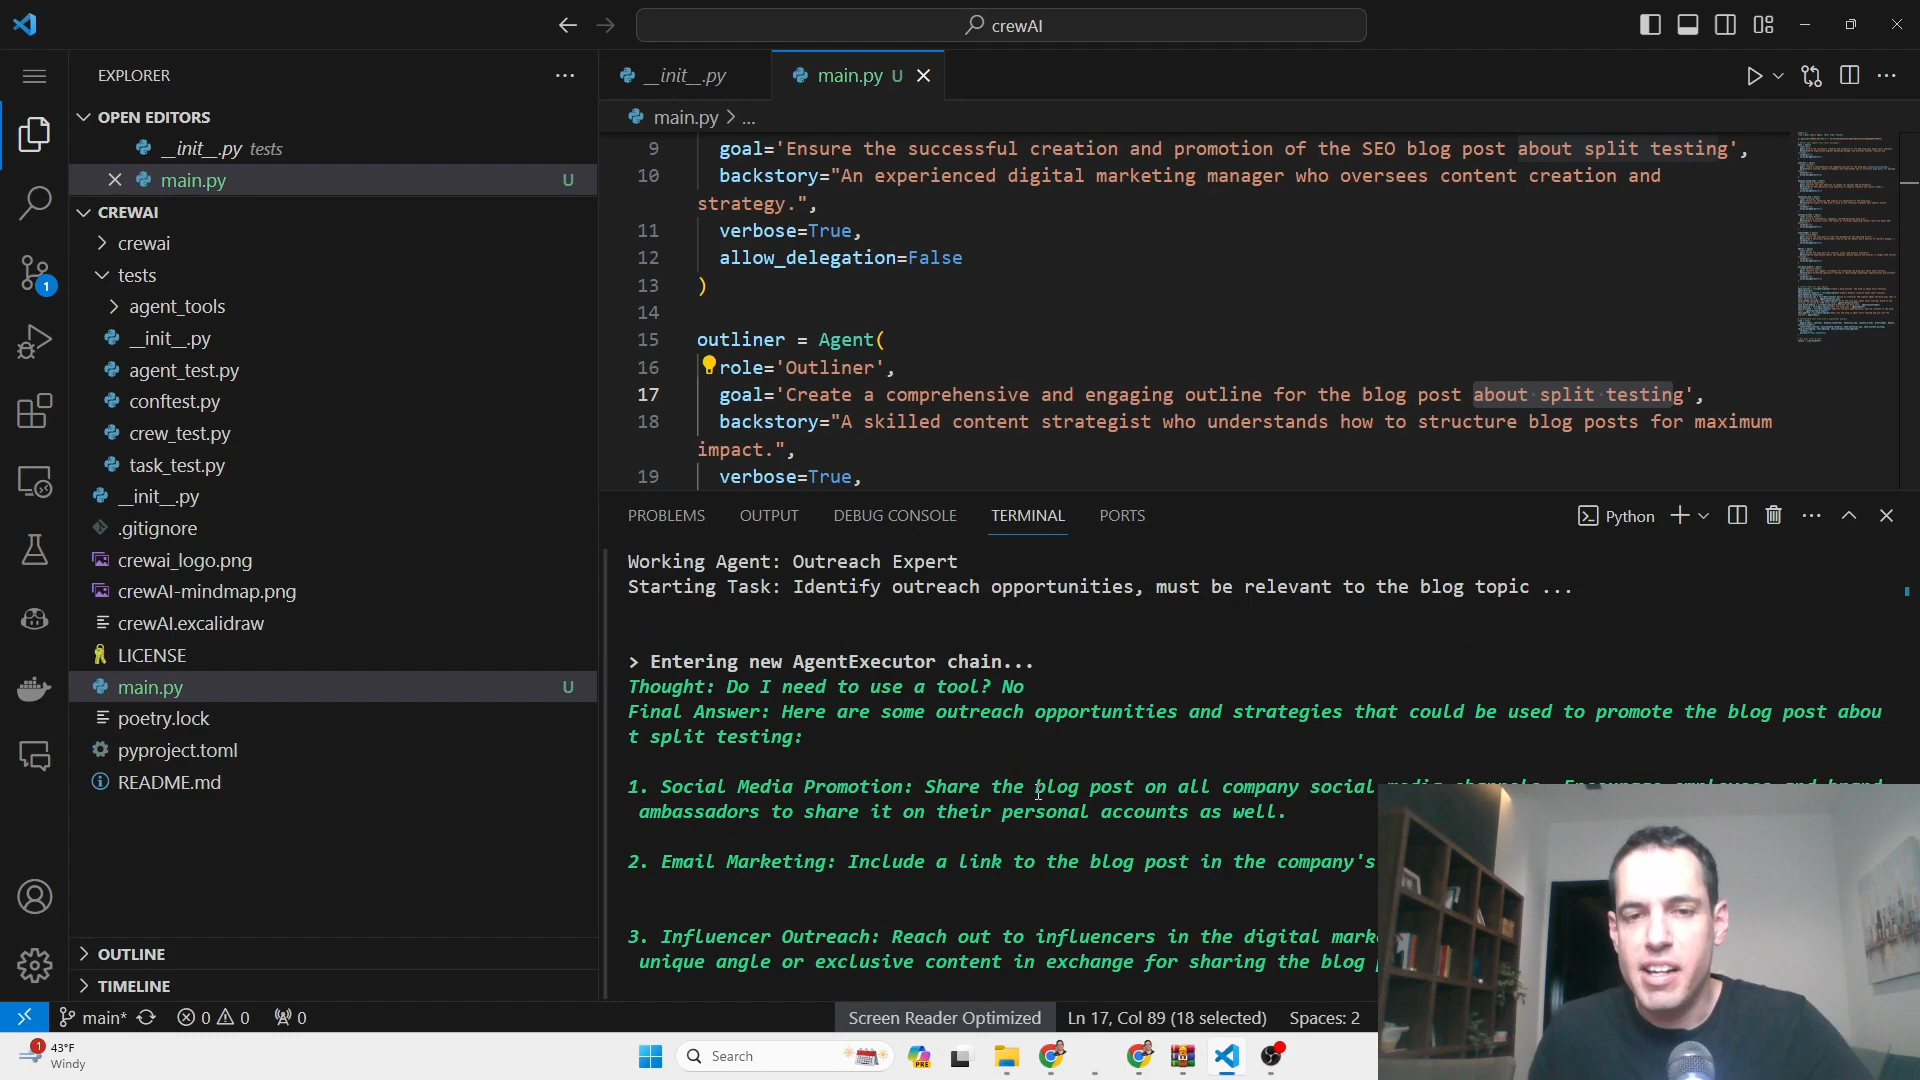 crewAI
EXPLORER
OPEN EDITORS
__init__.py tests
main.py U
CREWAI
crewai
tests
agent_tools
__init__.py
agent_test.py
conftest.py
crew_test.py
task_test.py
__init__.py
.gitignore
crewai_logo.png
crewAI-mindmap.png
crewAI.excalidraw
LICENSE
main.py U
poetry.lock
pyproject.toml
README.md
OUTLINE
TIMELINE
1
__init__.py
main.py U
main.py > ...
9 goal='Ensure the successful creation and promotion of the SEO blog post about split testing',
10 backstory="An experienced digital marketing manager who oversees content creation and
strategy.",
11 verbose=True,
12 allow_delegation=False
13 )
14
15 outliner = Agent(
16 role='Outliner',
17 goal='Create a comprehensive and engaging outline for the blog post about split testing',
18 backstory="A skilled content strategist who understands how to structure blog posts for maximum
impact.",
19 verbose=True,
PROBLEMS OUTPUT DEBUG CONSOLE TERMINAL PORTS
Python
Working Agent: Outreach Expert
Starting Task: Identify outreach opportunities, must be relevant to the blog topic ...
> Entering new AgentExecutor chain...
Thought: Do I need to use a tool? No
Final Answer: Here are some outreach opportunities and strategies that could be used to promote the blog post abou
t split testing:
1. Social Media Promotion: Share the blog post on all company social media channels. Encourage employees and brand
ambassadors to share it on their personal accounts as well.
2. Email Marketing: Include a link to the blog post in the company's
3. Influencer Outreach: Reach out to influencers in the digital mark
unique angle or exclusive content in exchange for sharing the blog
main* 0 0 0
Screen Reader Optimized Ln 17, Col 89 (18 selected) Spaces: 2
1
43°F
Windy
Search
PRE